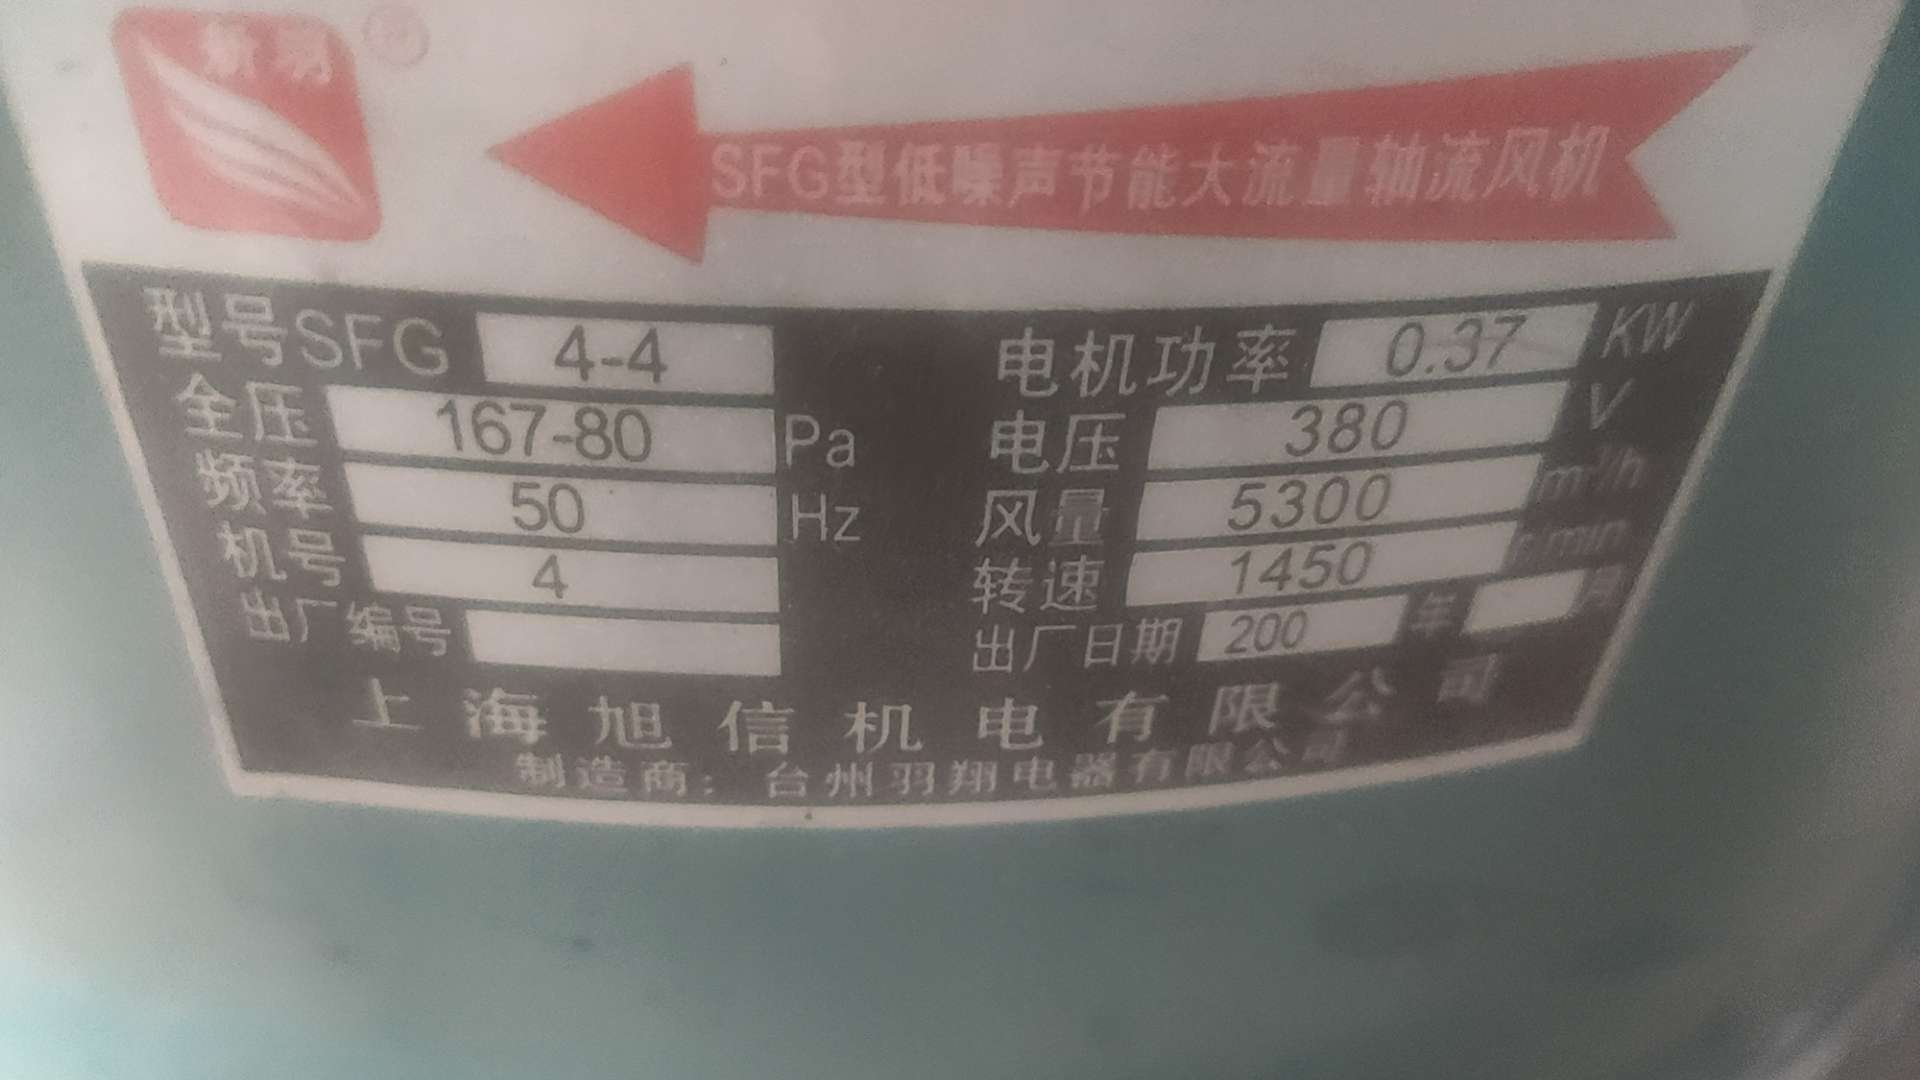 ®
SFG型低噪声节能大流量轴流风机
型号SFG 4-4 电机功率 0.37 KW
全压 167-80 Pa 电压 380 V
频率 50 Hz 风量 5300 m³/h
机号 4 转速 1450 r/min
出厂编号 出厂日期 200 年 月
上海旭信机电有限公司
制造商：台州羽翔电器有限公司